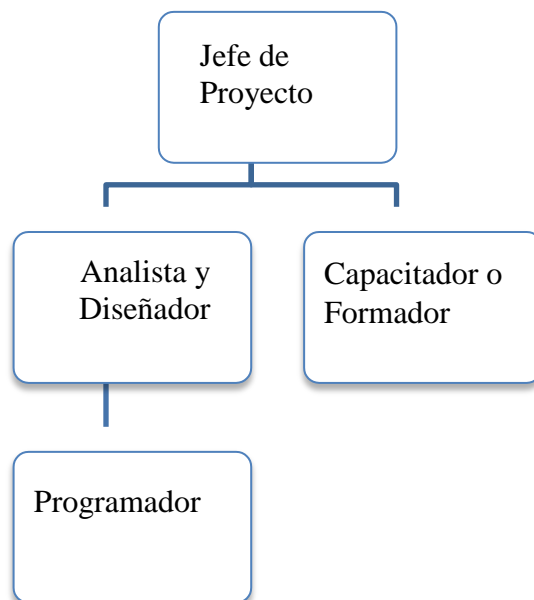 Jefe de
Proyecto
Analista y
Diseñador
Capacitador o
Formador
Programador